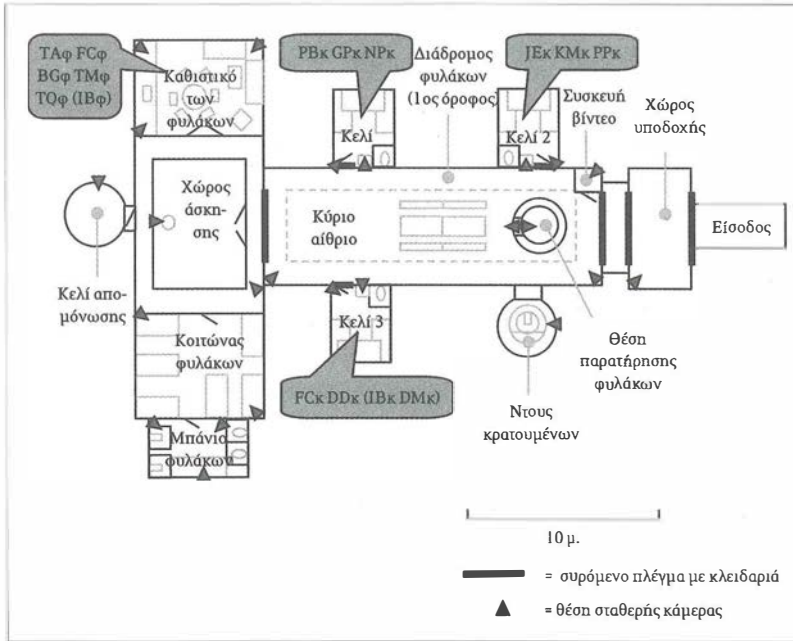 ΤΑφ FCφ
BGφ ΤΜφ
TQφ (IBφ)
Καθιστικό
των
φυλάκων
PBκ GPκ NPκ
Διάδρομος
φυλάκων
(1ος όροφος)
JEκ KMκ PPκ
Συσκευή
βίντεο
Χώρος
υποδοχής
Κελί
Κελί 2
Χώρος
άσκη-
σης
Κύριο
αίθριο
Είσοδος
Κελί απο-
μόνωσης
Κοιτώνας
φυλάκων
Κελί 3
Θέση
παρατήρησης
φυλάκων
FCκ DDκ (IBκ DMκ)
Ντους
κρατουμένων
Μπάνιο
φυλάκων
10 μ.
= συρόμενο πλέγμα με κλειδαριά
= θέση σταθερής κάμερας